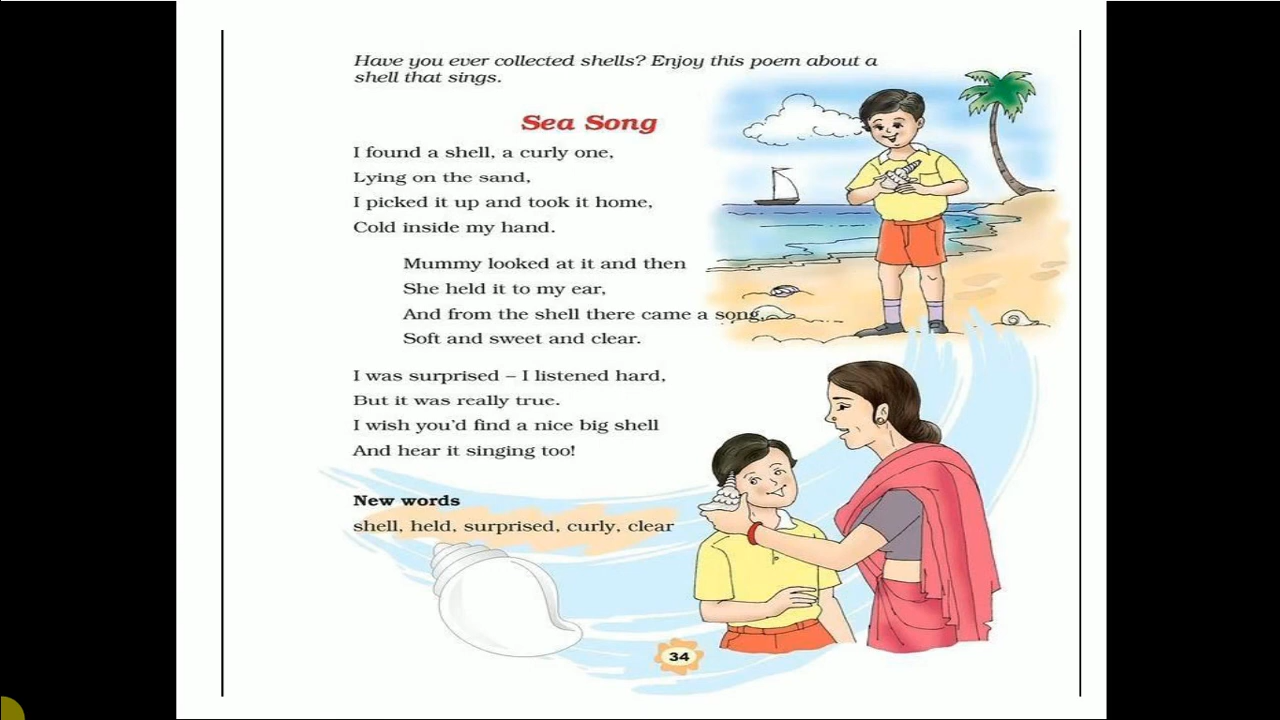 Have you ever collected shells? Enjoy this poem about a
shell that sings.
Sea Song
I found a shell, a curly one,
Lying on the sand,
I picked it up and took it home,
Cold inside my hand.
Mummy looked at it and then
She held it to my ear,
And from the shell there came a song,
Soft and sweet and clear.
I was surprised – I listened hard,
But it was really true.
I wish you'd find a nice big shell
And hear it singing too!
New words
shell, held, surprised, curly, clear
34